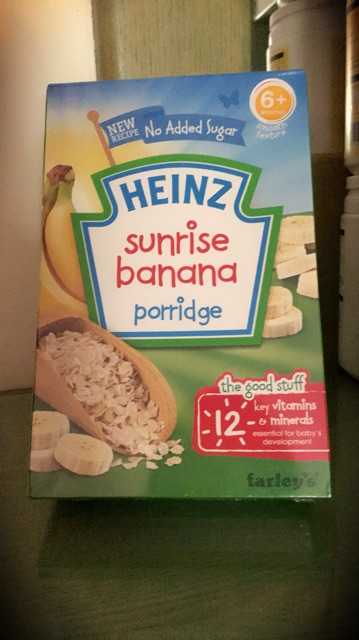 NEW
RECIPE
No Added Sugar
6+
months
smooth
texture
HEINZ
sunrise
banana
porridge
the good stuff
12
key vitamins
& minerals
essential for baby's
development
farley's